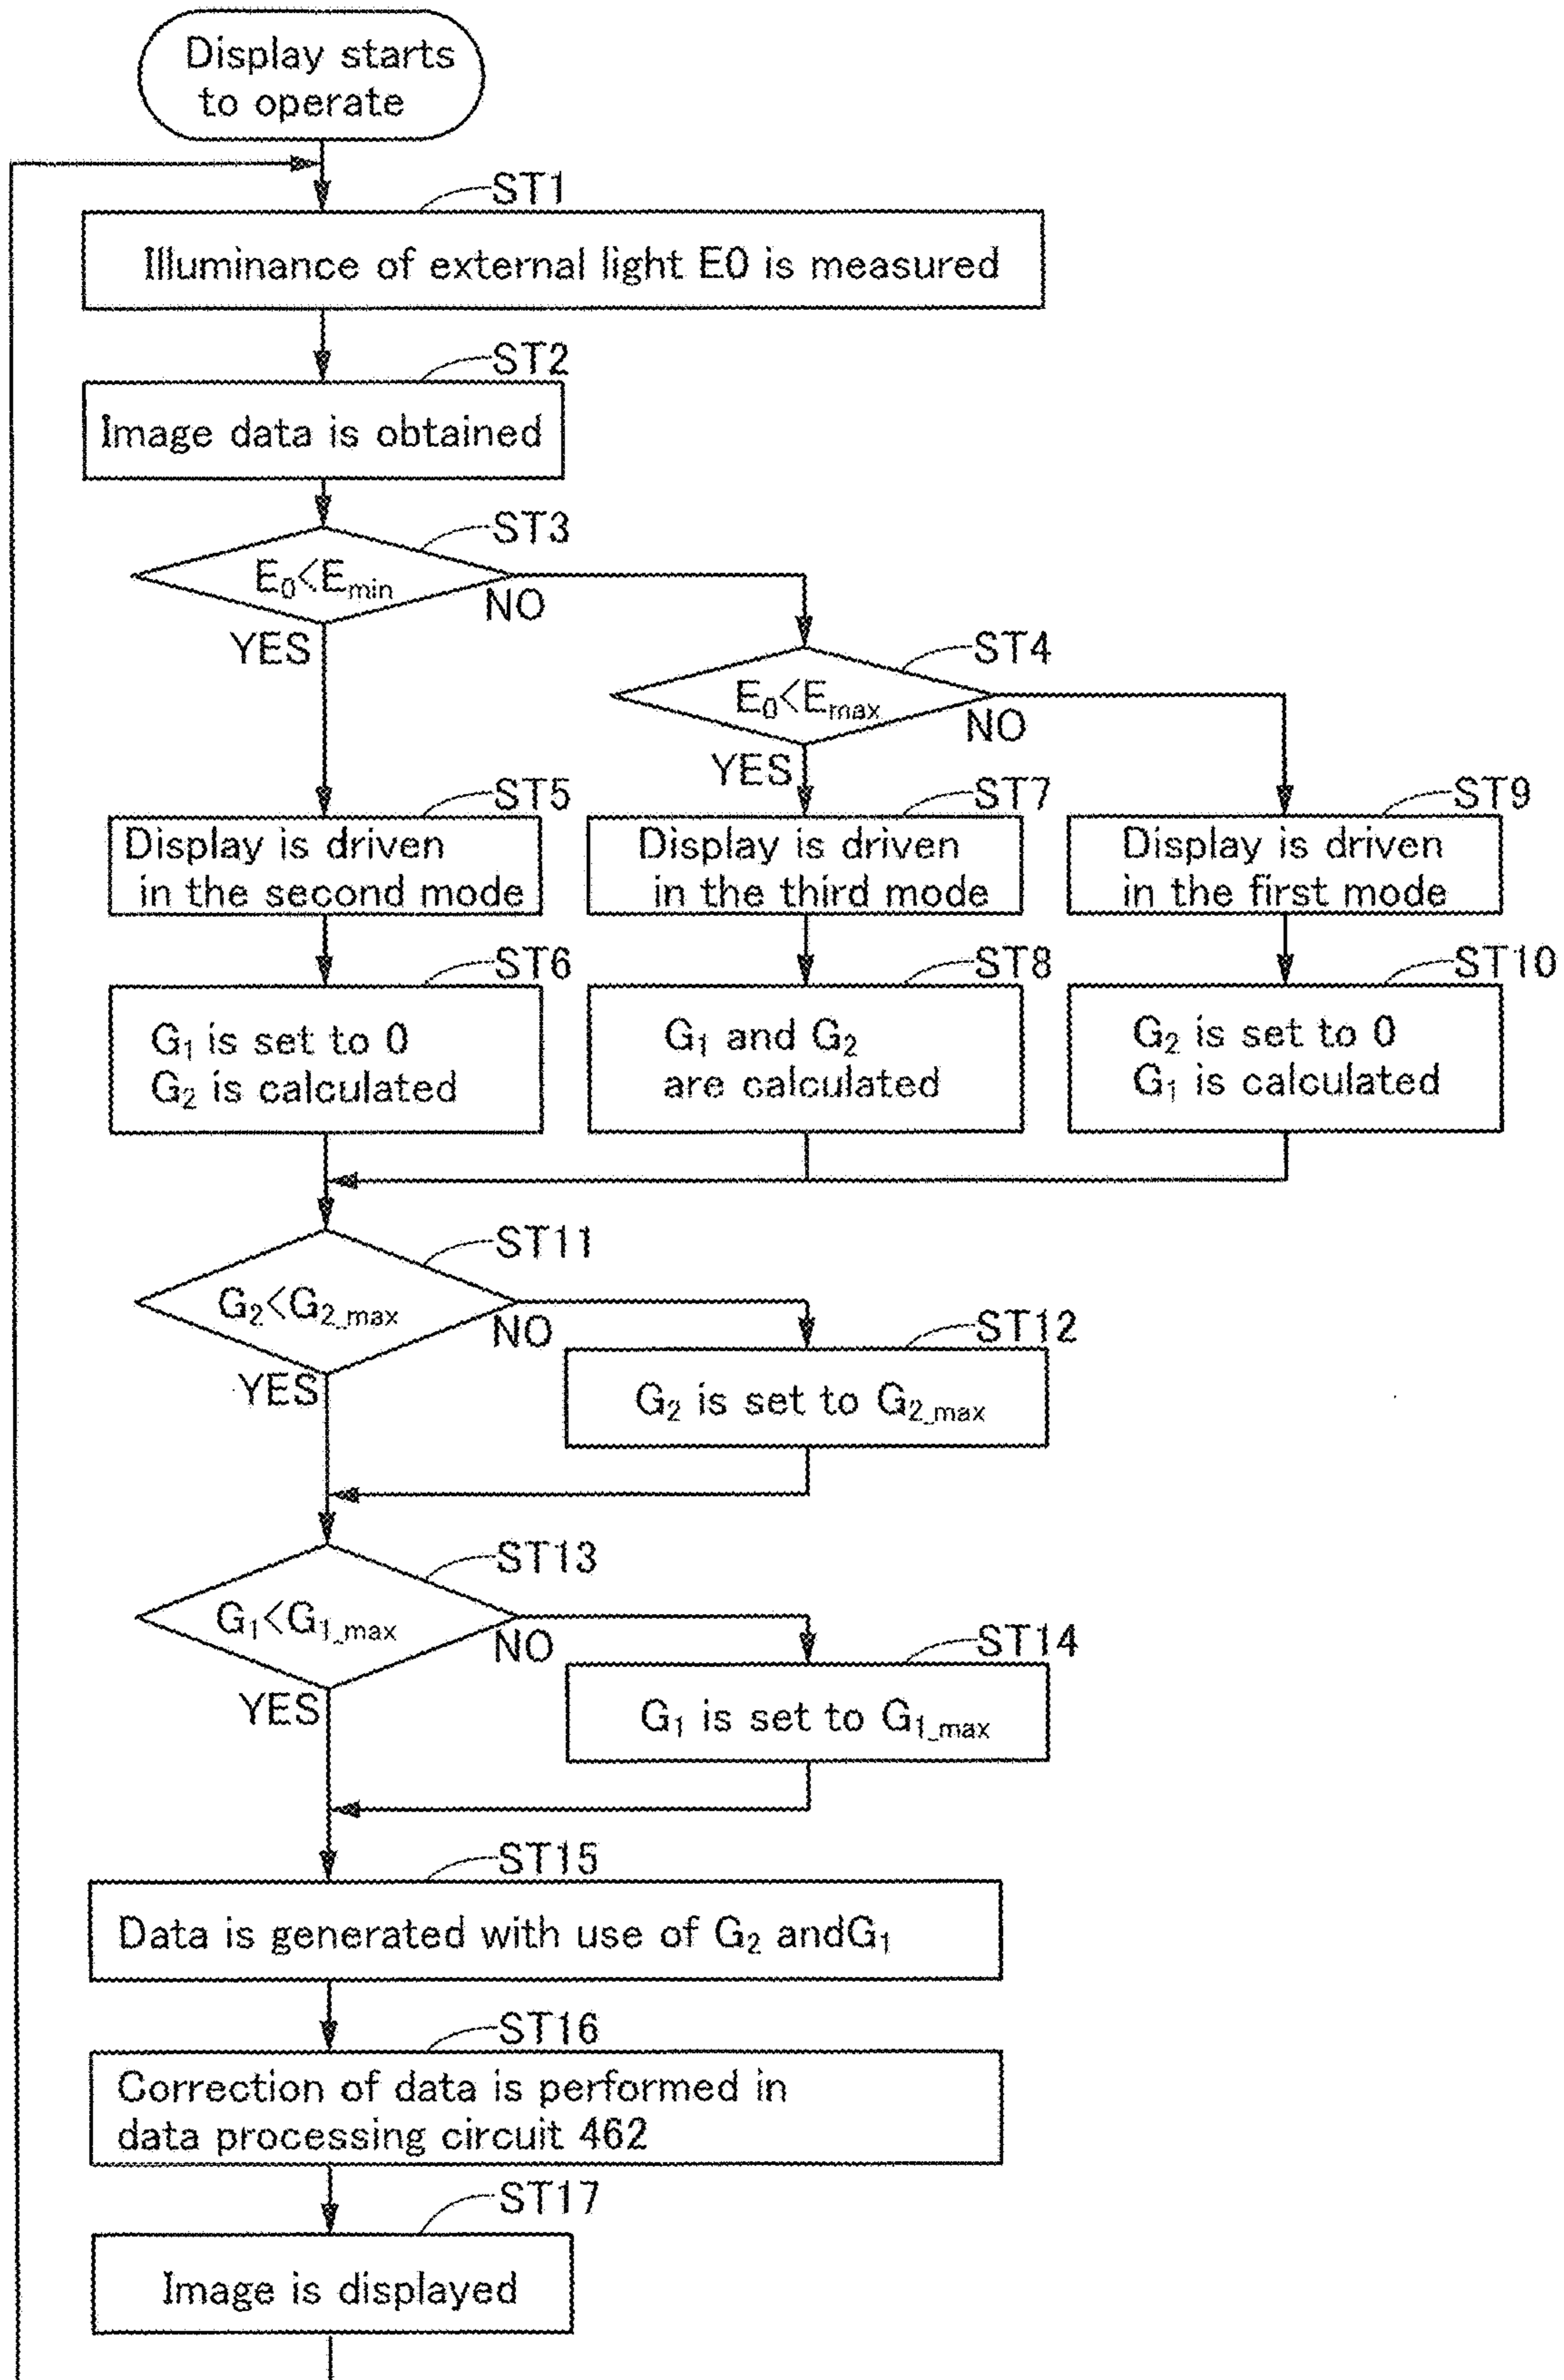 Display starts
to operate
ST1
Illuminance of external light E0 is measured
ST2
Image data is obtained
ST3
E₀<Eₘᵢₙ
NO
YES
ST4
E₀<Eₘₐₓ
NO
YES
ST5
Display is driven
in the second mode
ST7
Display is driven
in the third mode
ST9
Display is driven
in the first mode
ST6
G₁ is set to 0
G₂ is calculated
ST8
G₁ and G₂
are calculated
ST10
G₂ is set to 0
G₁ is calculated
ST11
G₂<G₂_ₘₐₓ
NO
YES
ST12
G₂ is set to G₂_ₘₐₓ
ST13
G₁<G₁_ₘₐₓ
NO
YES
ST14
G₁ is set to G₁_ₘₐₓ
ST15
Data is generated with use of G₂ andG₁
ST16
Correction of data is performed in
data processing circuit 462
ST17
Image is displayed